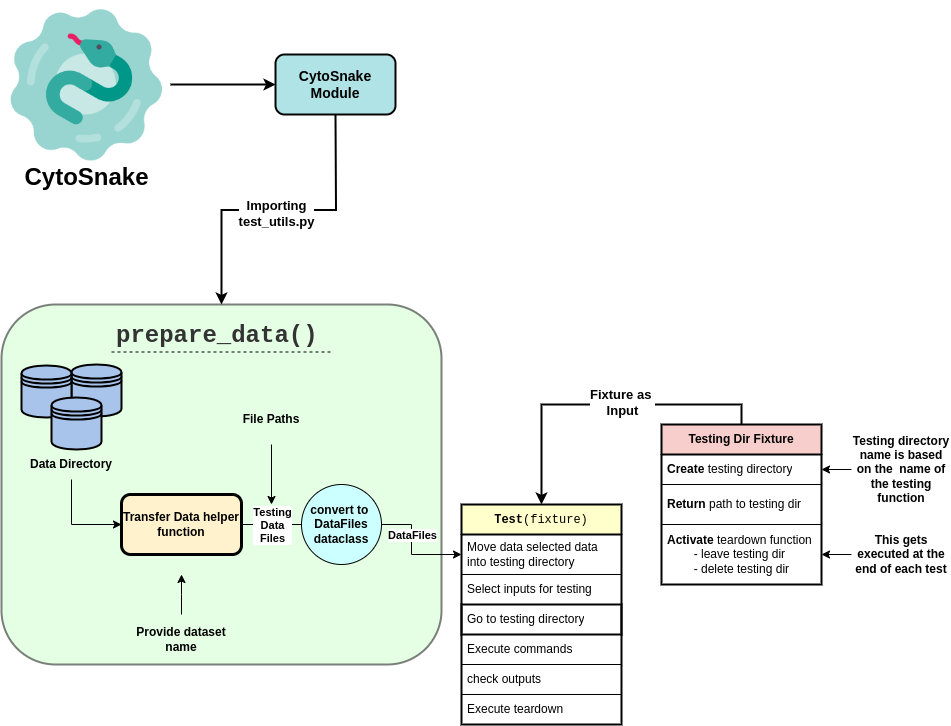 CytoSnake
CytoSnake
Module
Importing
test_utils.py
prepare_data()
Data Directory
File Paths
Transfer Data helper
function
Testing
Data
Files
convert to
DataFiles
dataclass
DataFiles
Provide dataset
name
Fixture as
Input
Test(fixture)
Move data selected data
into testing directory
Select inputs for testing
Go to testing directory
Execute commands
check outputs
Execute teardown
Testing Dir Fixture
Create testing directory
Return path to testing dir
Activate teardown function
- leave testing dir
- delete testing dir
Testing directory
name is based
on the name of
the testing
function
This gets
executed at the
end of each test